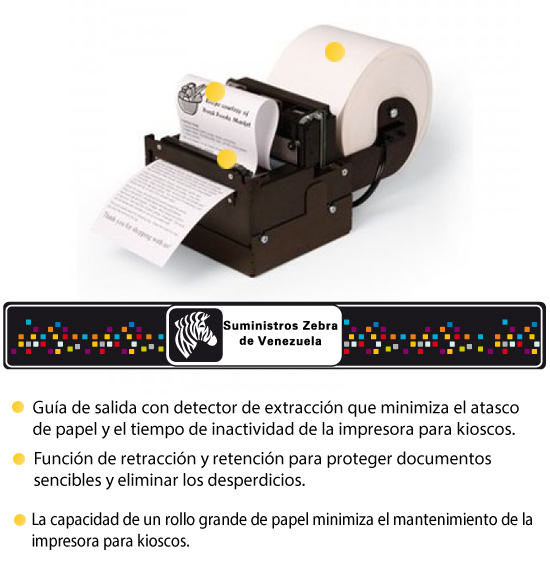 Recipe courtesy of
Fresh Foods Market
Thank you for shopping with us!
Suministros Zebra
de Venezuela
Guía de salida con detector de extracción que minimiza el atasco
de papel y el tiempo de inactividad de la impresora para kioscos.
Función de retracción y retención para proteger documentos
sencibles y eliminar los desperdicios.
La capacidad de un rollo grande de papel minimiza el mantenimiento de la
impresora para kioscos.